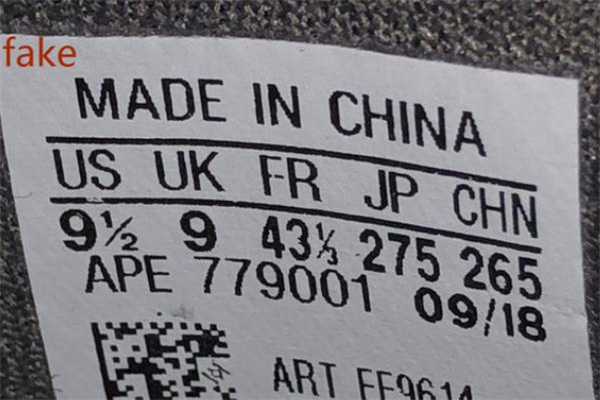 fake
MADE IN CHINA
US UK FR JP CHN
9½ 9 43⅓ 275 265
APE 779001 09/18
ART EE9614